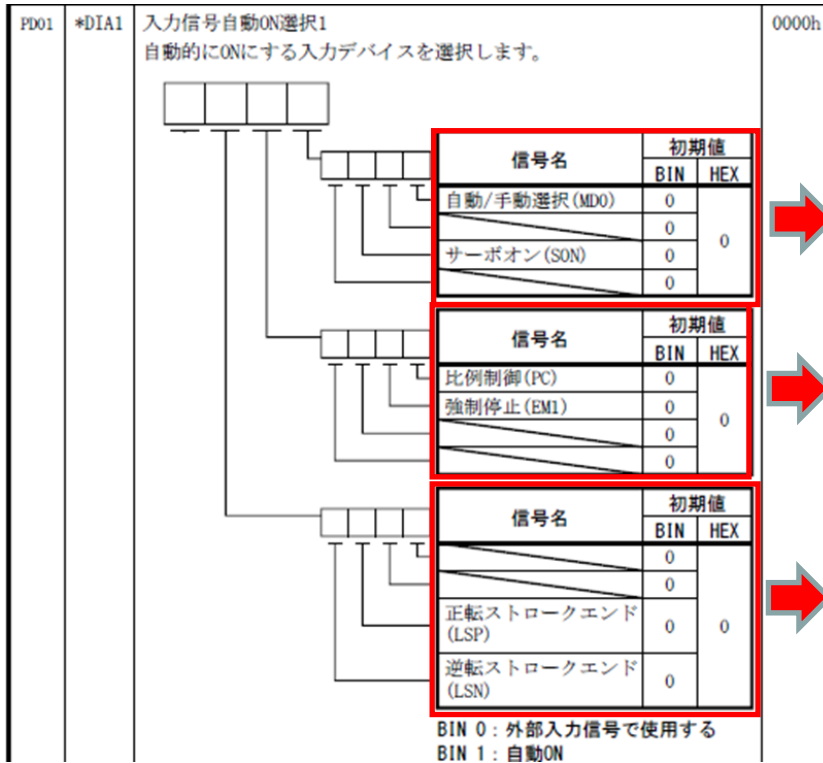 PD01 *DIA1 入力信号自動ON選択1 0000h
自動的にONにする入力デバイスを選択します。
信号名 初期値
BIN HEX
自動/手動選択(MD0) 0
0
サーボオン(SON) 0
0
0
信号名 初期値
BIN HEX
比例制御(PC) 0
強制停止(EM1) 0
0
0
0
信号名 初期値
BIN HEX
0
0
正転ストロークエンド
(LSP) 0 0
逆転ストロークエンド
(LSN) 0
BIN 0：外部入力信号で使用する
BIN 1：自動ON